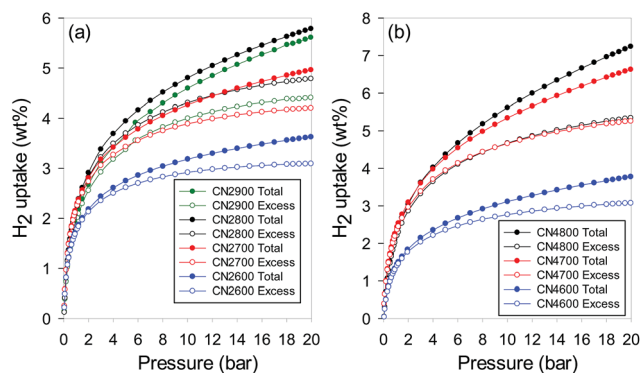 (a)
H2 uptake (wt%)
6
5
4
3
2
1
0
CN2900 Total
CN2900 Excess
CN2800 Total
CN2800 Excess
CN2700 Total
CN2700 Excess
CN2600 Total
CN2600 Excess
0 2 4 6 8 10 12 14 16 18 20
Pressure (bar)
(b)
H2 uptake (wt%)
8
7
6
5
4
3
2
1
0
CN4800 Total
CN4800 Excess
CN4700 Total
CN4700 Excess
CN4600 Total
CN4600 Excess
0 2 4 6 8 10 12 14 16 18 20
Pressure (bar)